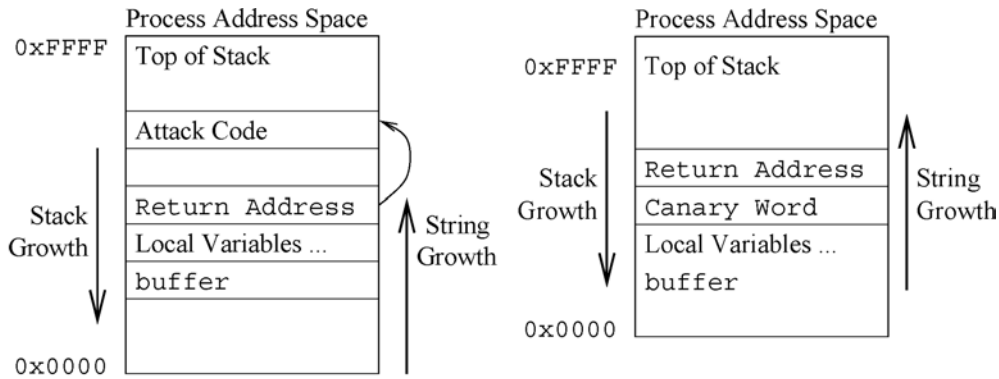 Process Address Space
0xFFFF
Top of Stack
Attack Code
Return Address
Local Variables ...
buffer
0x0000
Stack
Growth
String
Growth
Process Address Space
0xFFFF
Top of Stack
Return Address
Canary Word
Local Variables ...
buffer
0x0000
Stack
Growth
String
Growth